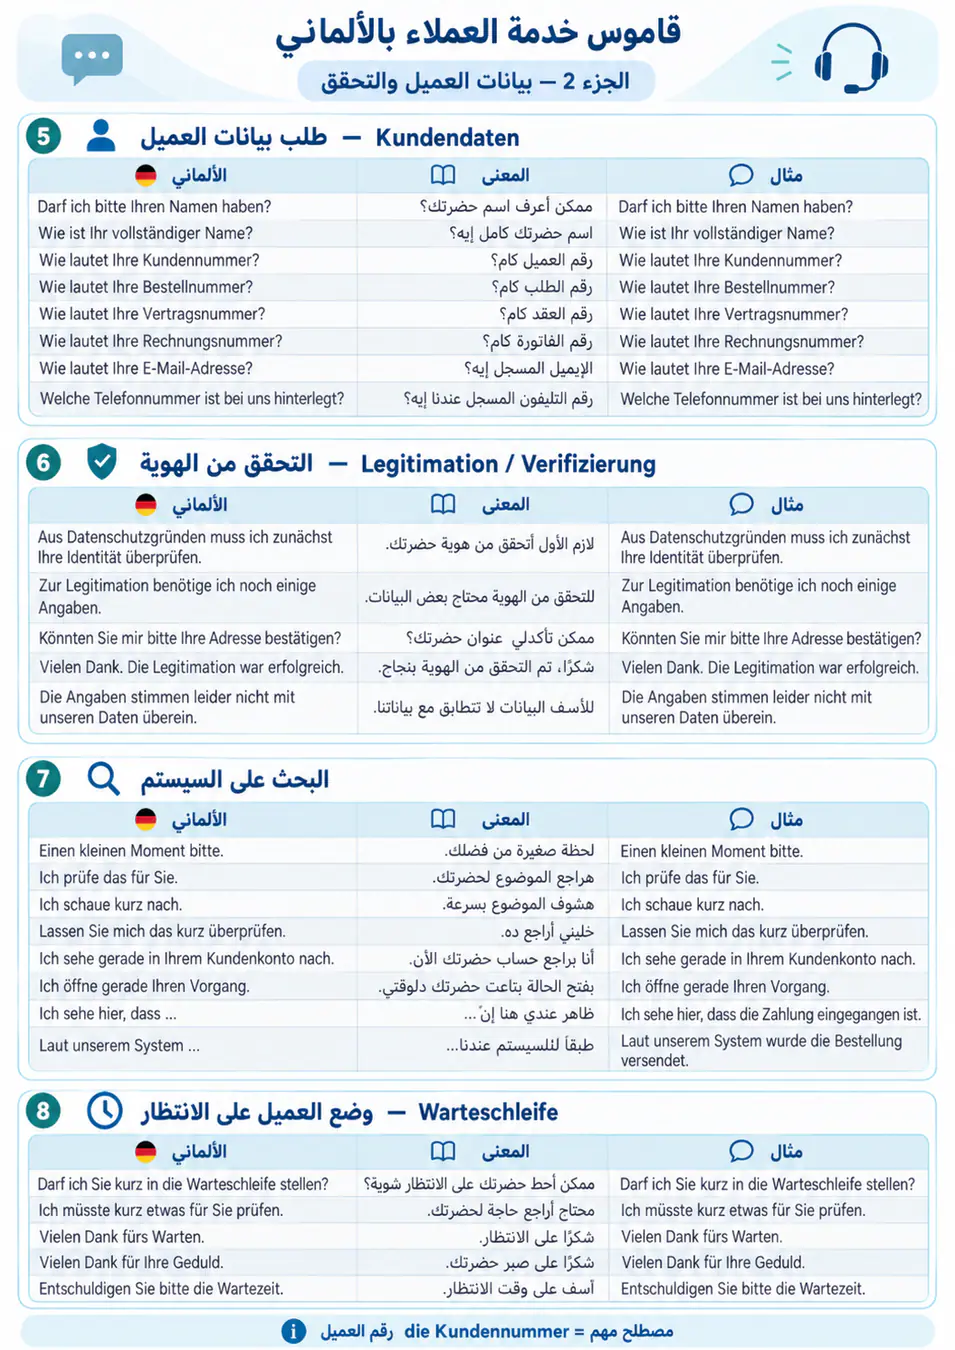 قاموس خدمة العملاء بالألماني
الجزء 2 — بيانات العميل والتحقق
5 طلب بيانات العميل — Kundendaten
الألماني المعنى مثال
Darf ich bitte Ihren Namen haben? ممكن أعرف اسم حضرتك؟ Darf ich bitte Ihren Namen haben?
Wie ist Ihr vollständiger Name? اسم حضرتك كامل إيه؟ Wie ist Ihr vollständiger Name?
Wie lautet Ihre Kundennummer? رقم العميل كام؟ Wie lautet Ihre Kundennummer?
Wie lautet Ihre Bestellnummer? رقم الطلب كام؟ Wie lautet Ihre Bestellnummer?
Wie lautet Ihre Vertragsnummer? رقم العقد كام؟ Wie lautet Ihre Vertragsnummer?
Wie lautet Ihre Rechnungsnummer? رقم الفاتورة كام؟ Wie lautet Ihre Rechnungsnummer?
Wie lautet Ihre E-Mail-Adresse? الإيميل المسجل إيه؟ Wie lautet Ihre E-Mail-Adresse?
Welche Telefonnummer ist bei uns hinterlegt? رقم التليفون المسجل عندنا إيه؟ Welche Telefonnummer ist bei uns hinterlegt?
6 التحقق من الهوية — Legitimation / Verifizierung
الألماني المعنى مثال
Aus Datenschutzgründen muss ich zunächst
Ihre Identität überprüfen. لازم الأول أتحقق من هوية حضرتك. Aus Datenschutzgründen muss ich zunächst
Ihre Identität überprüfen.
Zur Legitimation benötige ich noch einige
Angaben. للتحقق من الهوية محتاج بعض البيانات. Zur Legitimation benötige ich noch einige
Angaben.
Könnten Sie mir bitte Ihre Adresse bestätigen? ممكن تأكدلي عنوان حضرتك؟ Könnten Sie mir bitte Ihre Adresse bestätigen?
Vielen Dank. Die Legitimation war erfolgreich. شكرًا، تم التحقق من الهوية بنجاح. Vielen Dank. Die Legitimation war erfolgreich.
Die Angaben stimmen leider nicht mit
unseren Daten überein. للأسف البيانات لا تتطابق مع بياناتنا. Die Angaben stimmen leider nicht mit
unseren Daten überein.
7 البحث على السيستم
الألماني المعنى مثال
Einen kleinen Moment bitte. لحظة صغيرة من فضلك. Einen kleinen Moment bitte.
Ich prüfe das für Sie. هراجع الموضوع لحضرتك. Ich prüfe das für Sie.
Ich schaue kurz nach. هشوف الموضوع بسرعة. Ich schaue kurz nach.
Lassen Sie mich das kurz überprüfen. خليني أراجع ده. Lassen Sie mich das kurz überprüfen.
Ich sehe gerade in Ihrem Kundenkonto nach. أنا براجع حساب حضرتك الأن. Ich sehe gerade in Ihrem Kundenkonto nach.
Ich öffne gerade Ihren Vorgang. بفتح الحالة بتاعت حضرتك دلوقتي. Ich öffne gerade Ihren Vorgang.
Ich sehe hier, dass ... ظاهر عندي هنا إنّ ... Ich sehe hier, dass die Zahlung eingegangen ist.
Laut unserem System ... طبقاً للسيستم عندنا... Laut unserem System wurde die Bestellung
versendet.
8 وضع العميل على الانتظار — Warteschleife
الألماني المعنى مثال
Darf ich Sie kurz in die Warteschleife stellen? ممكن أحط حضرتك على الانتظار شوية؟ Darf ich Sie kurz in die Warteschleife stellen?
Ich müsste kurz etwas für Sie prüfen. محتاج أراجع حاجة لحضرتك. Ich müsste kurz etwas für Sie prüfen.
Vielen Dank fürs Warten. شكرًا على الانتظار. Vielen Dank fürs Warten.
Vielen Dank für Ihre Geduld. شكرًا على صبر حضرتك. Vielen Dank für Ihre Geduld.
Entschuldigen Sie bitte die Wartezeit. آسف على وقت الانتظار. Entschuldigen Sie bitte die Wartezeit.
مصطلح مهم = die Kundennummer رقم العميل